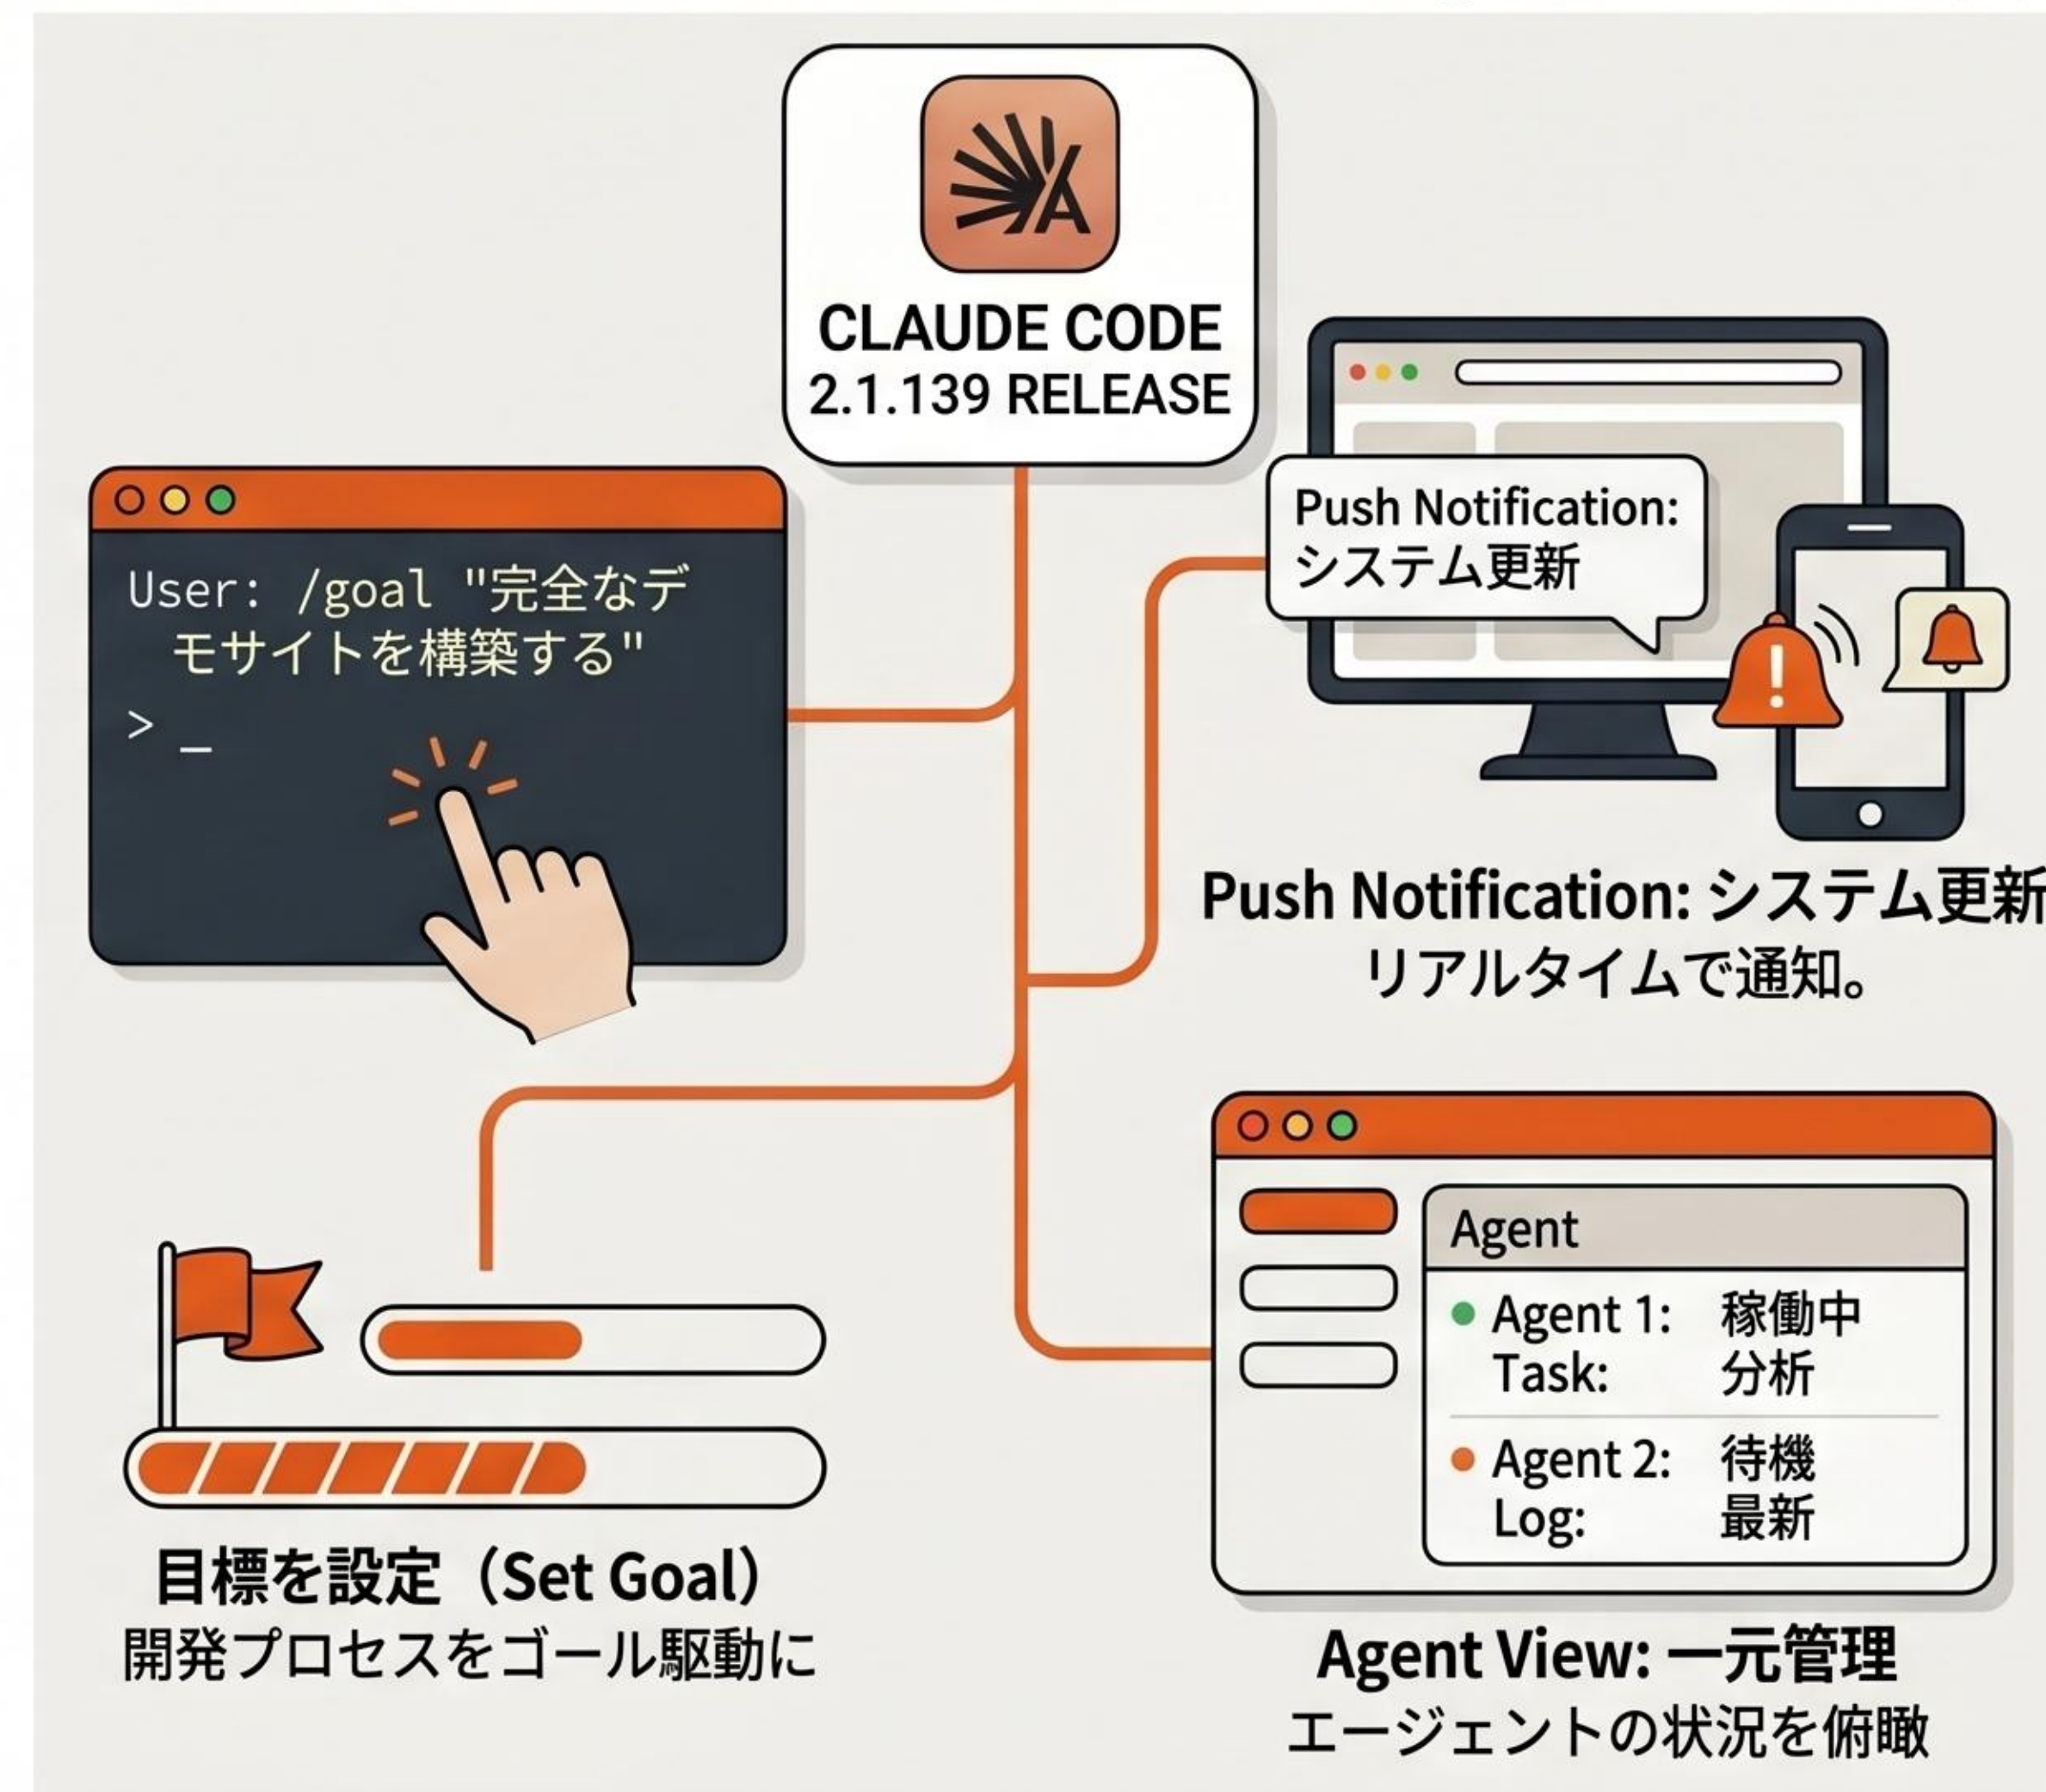 CLAUDE CODE
2.1.139 RELEASE
User: /goal "完全なデ
モサイトを構築する"
> _
Push Notification:
システム更新
Push Notification: システム更新
リアルタイムで通知。
目標を設定（Set Goal）
開発プロセスをゴール駆動に
Agent
Agent 1: 稼働中
Task: 分析
Agent 2: 待機
Log: 最新
Agent View: 一元管理
エージェントの状況を俯瞰